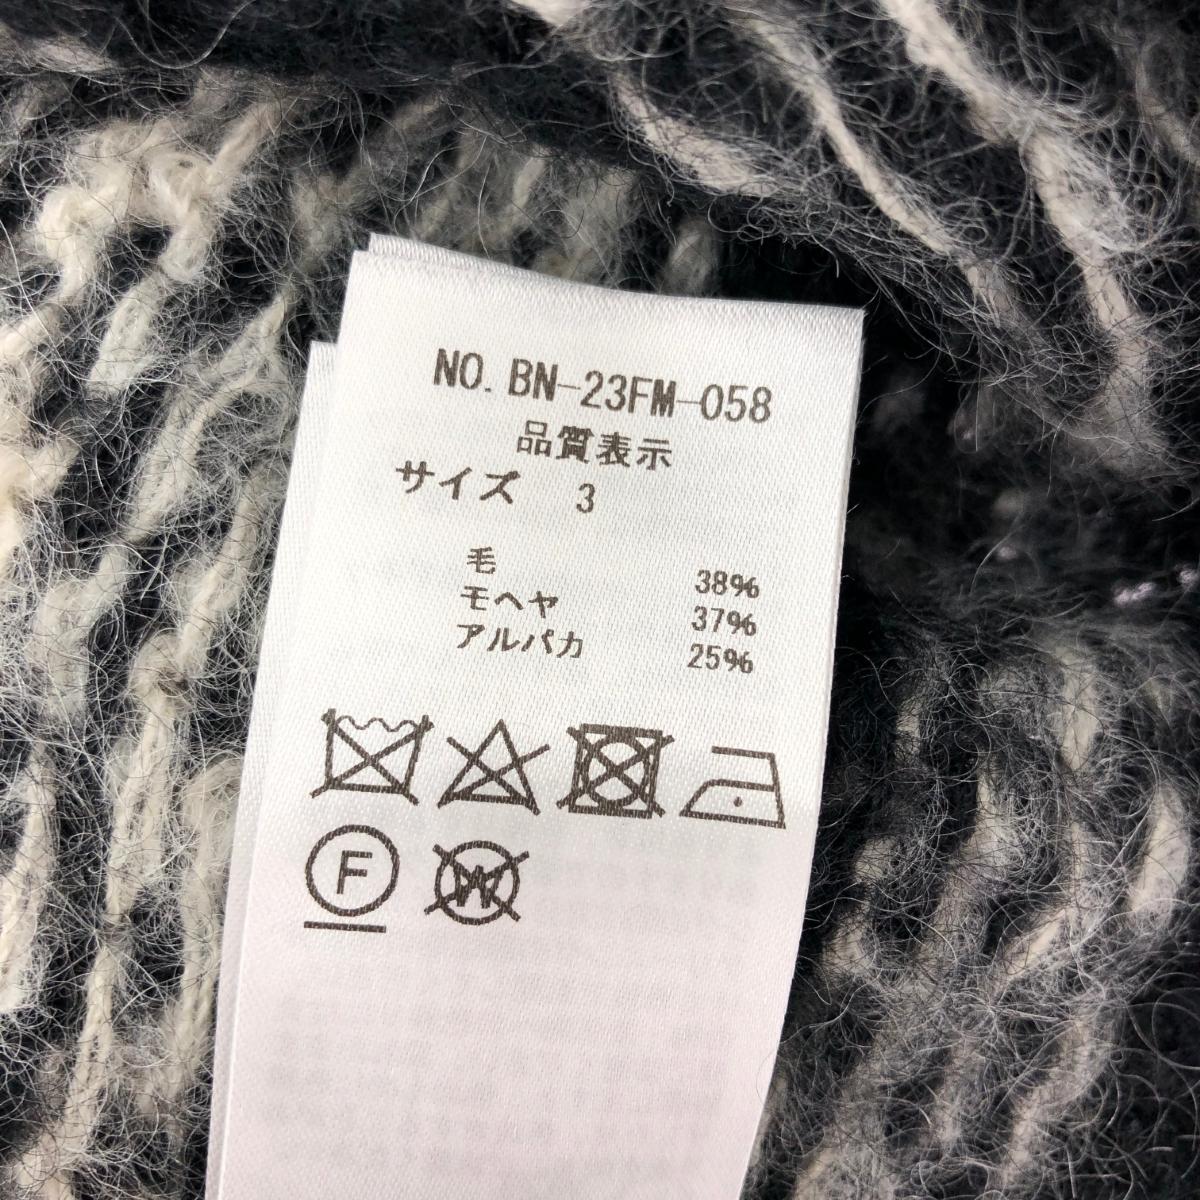 NO. BN-23FM-058
品質表示
サイズ 3
毛 38%
モヘヤ 37%
アルパカ 25%
F
W